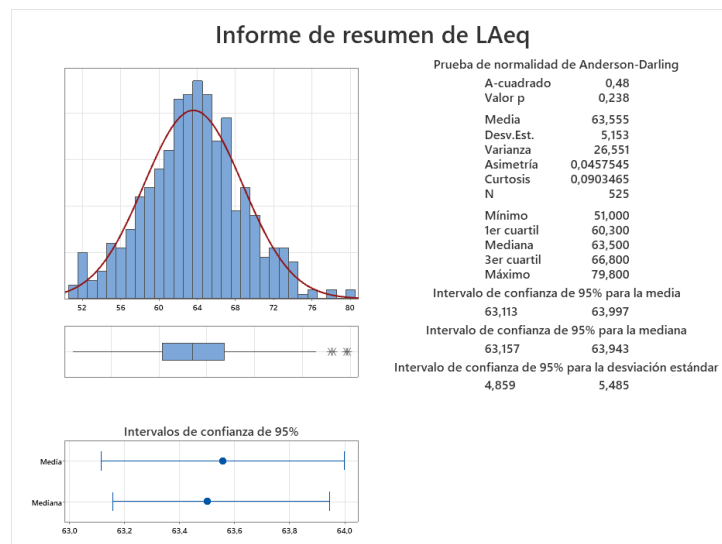 Informe de resumen de LAeq
52 56 60 64 68 72 76 80
Prueba de normalidad de Anderson-Darling
A-cuadrado 0,48
Valor p 0,238
Media 63,555
Desv.Est. 5,153
Varianza 26,551
Asimetría 0,0457545
Curtosis 0,0903465
N 525
Mínimo 51,000
1er cuartil 60,300
Mediana 63,500
3er cuartil 66,800
Máximo 79,800
Intervalo de confianza de 95% para la media
63,113 63,997
Intervalo de confianza de 95% para la mediana
63,157 63,943
Intervalo de confianza de 95% para la desviación estándar
4,859 5,485
Intervalos de confianza de 95%
Media
Mediana
63,0 63,2 63,4 63,6 63,8 64,0